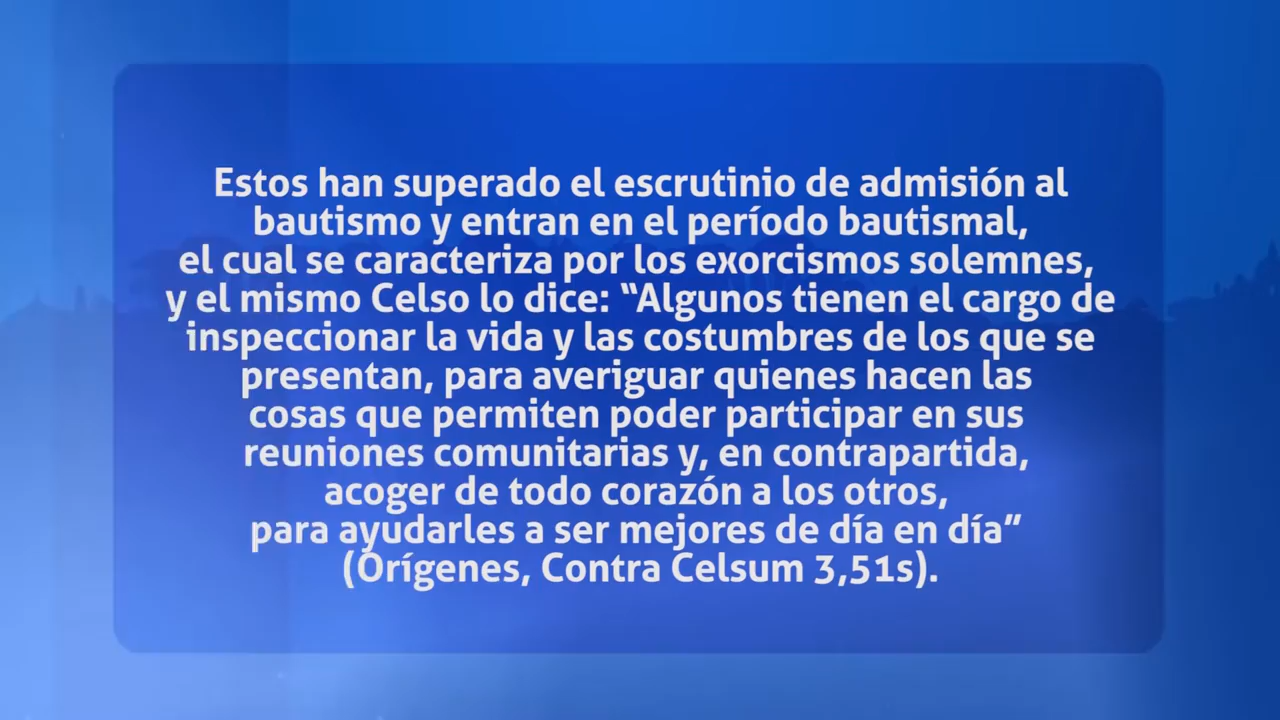 Estos han superado el escrutinio de admisión al
bautismo y entran en el período bautismal,
el cual se caracteriza por los exorcismos solemnes,
y el mismo Celso lo dice: “Algunos tienen el cargo de
inspeccionar la vida y las costumbres de los que se
presentan, para averiguar quienes hacen las
cosas que permiten poder participar en sus
reuniones comunitarias y, en contrapartida,
acoger de todo corazón a los otros,
para ayudarles a ser mejores de día en día”
(Orígenes, Contra Celsum 3,51s).